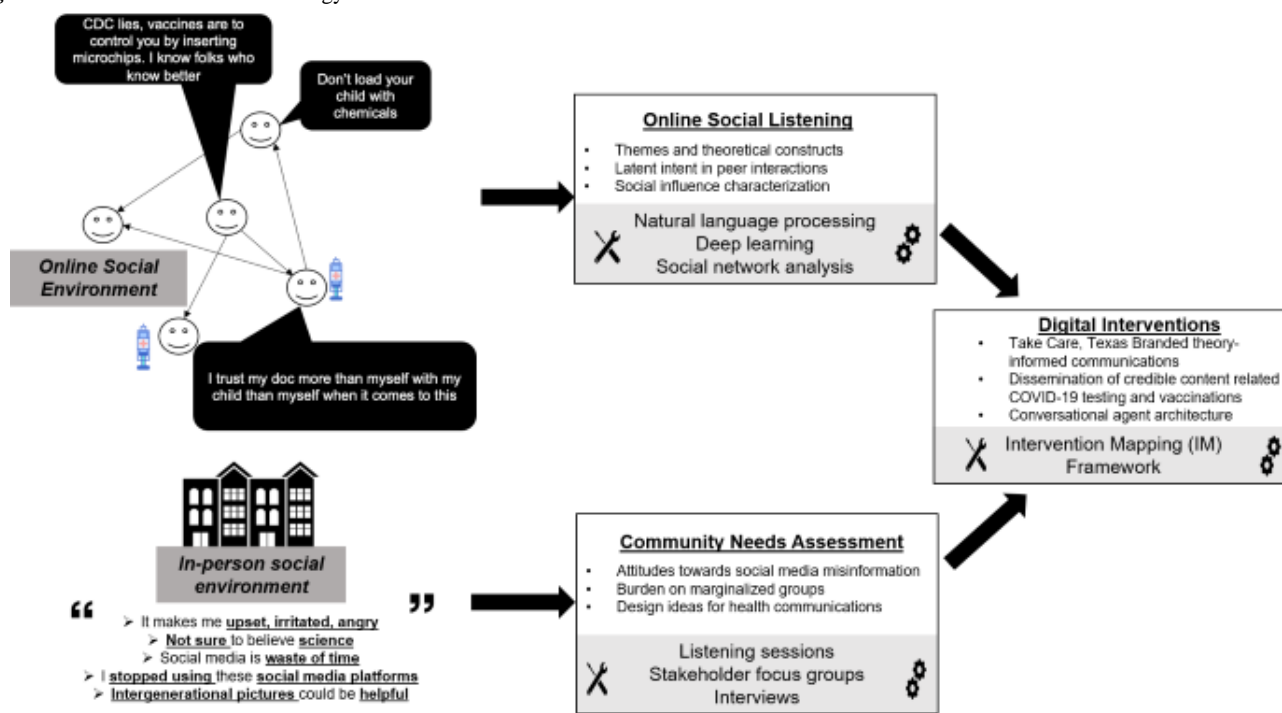 CDC lies, vaccines are to
control you by inserting
microchips. I know folks who
know better
Don't load your
child with
chemicals
Online Social
Environment
I trust my doc more than myself with my
child than myself when it comes to this
In-person social
environment
“ ”
➢ It makes me upset, irritated, angry
➢ Not sure to believe science
➢ Social media is waste of time
➢ I stopped using these social media platforms
➢ Intergenerational pictures could be helpful
Online Social Listening
• Themes and theoretical constructs
• Latent intent in peer interactions
• Social influence characterization
Natural language processing
Deep learning
Social network analysis
Community Needs Assessment
• Attitudes towards social media misinformation
• Burden on marginalized groups
• Design ideas for health communications
Listening sessions
Stakeholder focus groups
Interviews
Digital Interventions
• Take Care, Texas Branded theory-
informed communications
• Dissemination of credible content related
COVID-19 testing and vaccinations
• Conversational agent architecture
Intervention Mapping (IM)
Framework